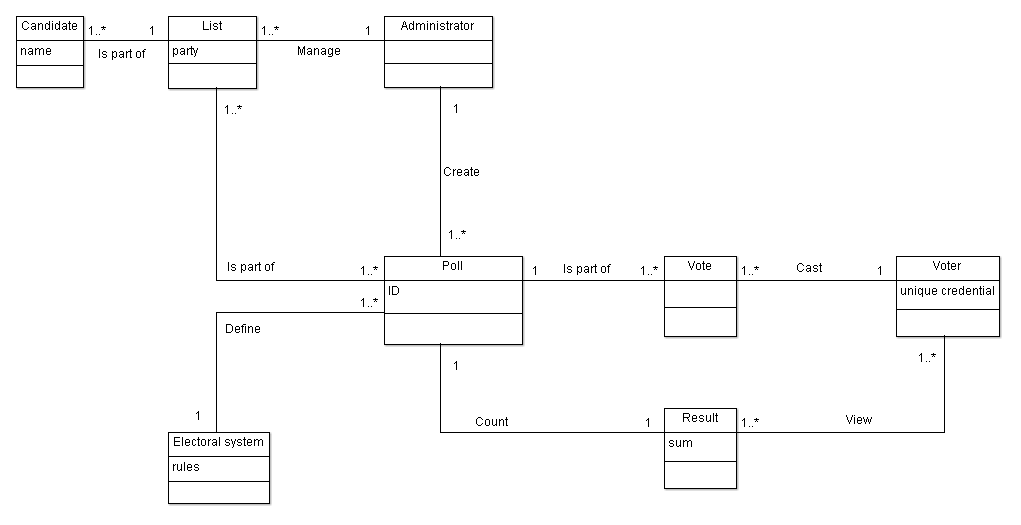 Candidate
name
1..*
1
Is part of
List
party
1..*
1
Manage
Administrator
1..*
1
Create
1..*
Is part of
1..*
1..*
Define
1
Poll
ID
1
Is part of
1..*
Vote
1..*
Cast
1
Voter
unique credential
1..*
1
Count
1
Result
sum
1..*
View
Electoral system
rules